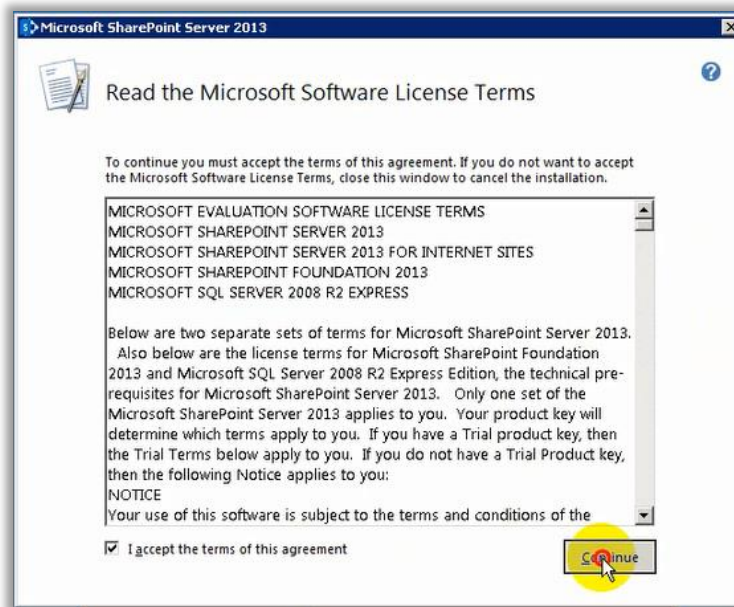 Microsoft SharePoint Server 2013
Read the Microsoft Software License Terms
To continue you must accept the terms of this agreement. If you do not want to accept
the Microsoft Software License Terms, close this window to cancel the installation.
MICROSOFT EVALUATION SOFTWARE LICENSE TERMS
MICROSOFT SHAREPOINT SERVER 2013
MICROSOFT SHAREPOINT SERVER 2013 FOR INTERNET SITES
MICROSOFT SHAREPOINT FOUNDATION 2013
MICROSOFT SQL SERVER 2008 R2 EXPRESS
Below are two separate sets of terms for Microsoft SharePoint Server 2013.
Also below are the license terms for Microsoft SharePoint Foundation
2013 and Microsoft SQL Server 2008 R2 Express Edition, the technical pre-
requisites for Microsoft SharePoint Server 2013. Only one set of the
Microsoft SharePoint Server 2013 applies to you. Your product key will
determine which terms apply to you. If you have a Trial product key, then
the Trial Terms below apply to you. If you do not have a Trial Product key,
then the following Notice applies to you:
NOTICE
Your use of this software is subject to the terms and conditions of the
I accept the terms of this agreement
Continue